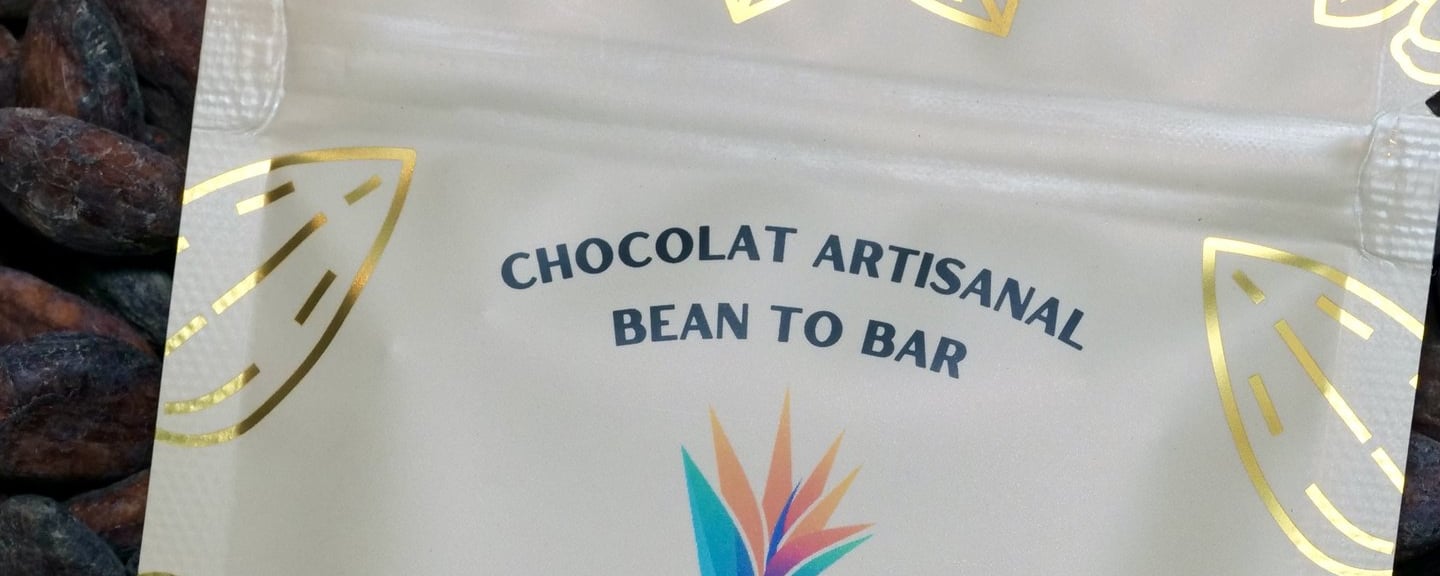 CHOCOLAT ARTISANAL
BEAN TO BAR